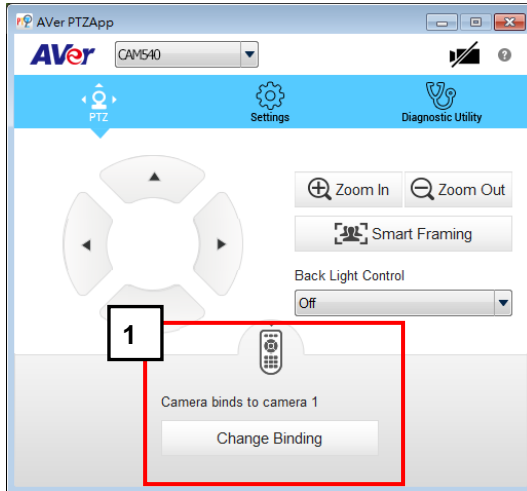 AVer PTZApp
AVer CAM540 ?
PTZ Settings Diagnostic Utility
Zoom In Zoom Out
Smart Framing
Back Light Control
Off
1
Camera binds to camera 1
Change Binding